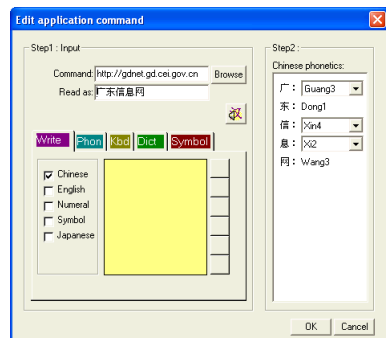 Edit application command
Step1 : Input
Command: http://gdnet.gd.cei.gov.cn Browse
Read as: 广东信息网
Write Phon Kbd Dict Symbol
Chinese
English
Numeral
Symbol
Japanese
Step2 :
Chinese phonetics:
广： Guang3
东： Dong1
信： Xin4
息： Xi2
网： Wang3
OK Cancel